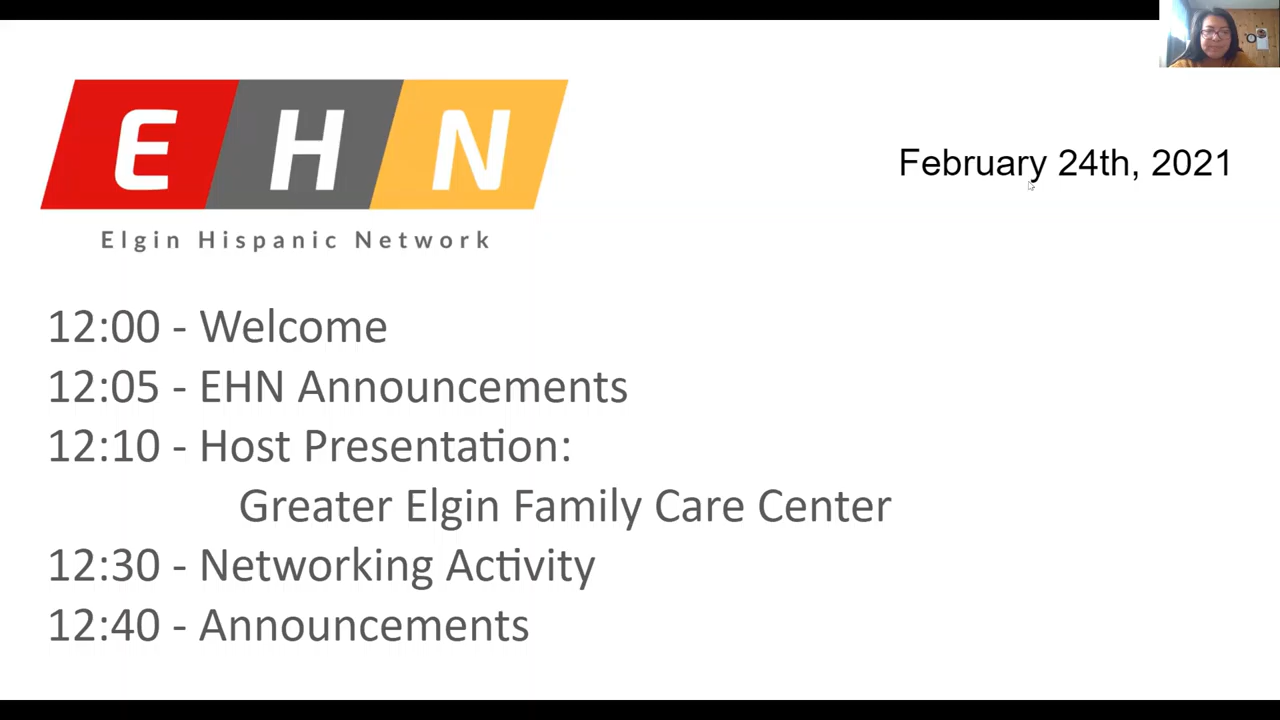 EHN
Elgin Hispanic Network
February 24th, 2021
12:00 - Welcome
12:05 - EHN Announcements
12:10 - Host Presentation:
Greater Elgin Family Care Center
12:30 - Networking Activity
12:40 - Announcements